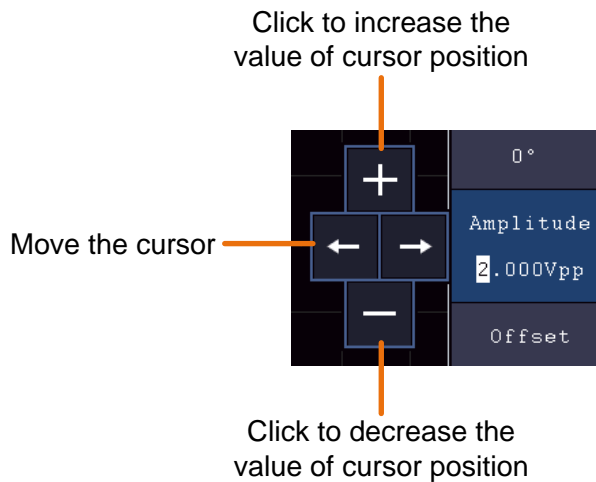 Click to increase the
value of cursor position
0°
Amplitude
Move the cursor
2.000Vpp
Offset
Click to decrease the
value of cursor position